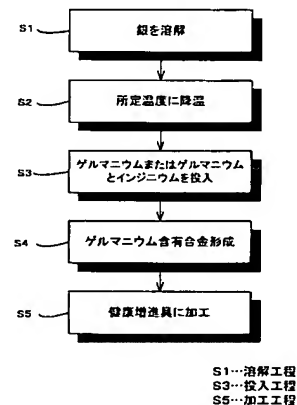 S1
銀を溶解
S2
所定温度に降温
S3
ゲルマニウムまたはゲルマニウム
とインジニウムを投入
S4
ゲルマニウム含有合金形成
S5
健康増進具に加工
S1…溶解工程
S3…投入工程
S5…加工工程